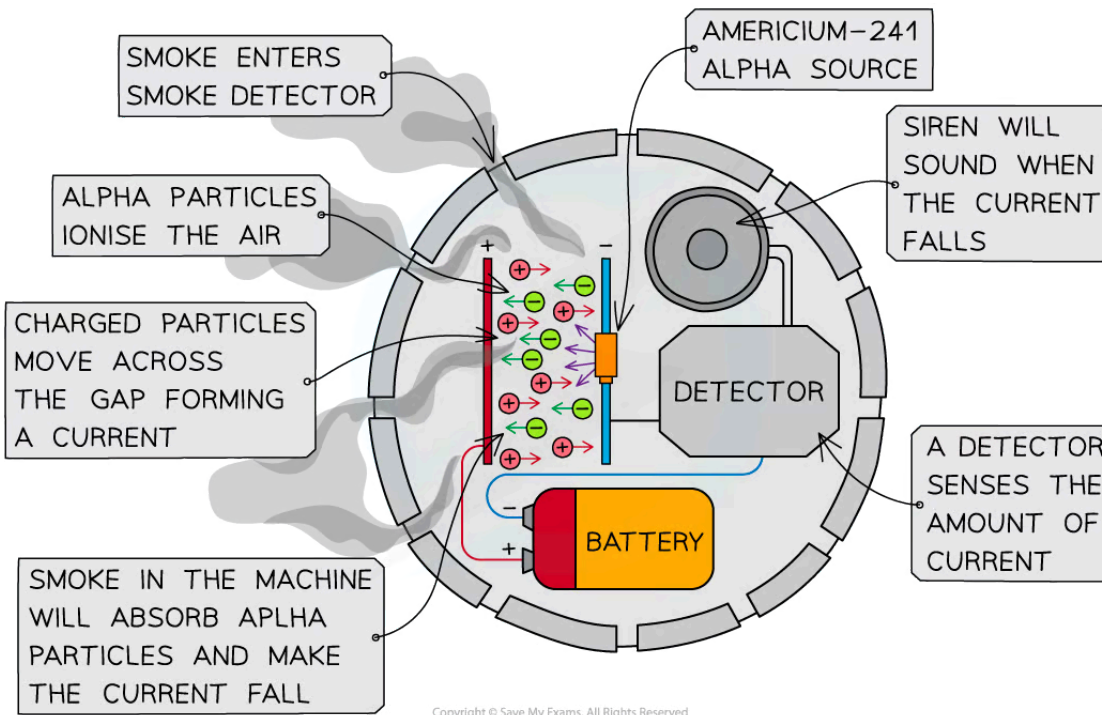 SMOKE ENTERS
SMOKE DETECTOR
AMERICIUM-241
ALPHA SOURCE
SIREN WILL
SOUND WHEN
THE CURRENT
FALLS
ALPHA PARTICLES
IONISE THE AIR
CHARGED PARTICLES
MOVE ACROSS
THE GAP FORMING
A CURRENT
DETECTOR
A DETECTOR
SENSES THE
AMOUNT OF
CURRENT
BATTERY
SMOKE IN THE MACHINE
WILL ABSORB APLHA
PARTICLES AND MAKE
THE CURRENT FALL
Copyright © Save My Exams. All Rights Reserved